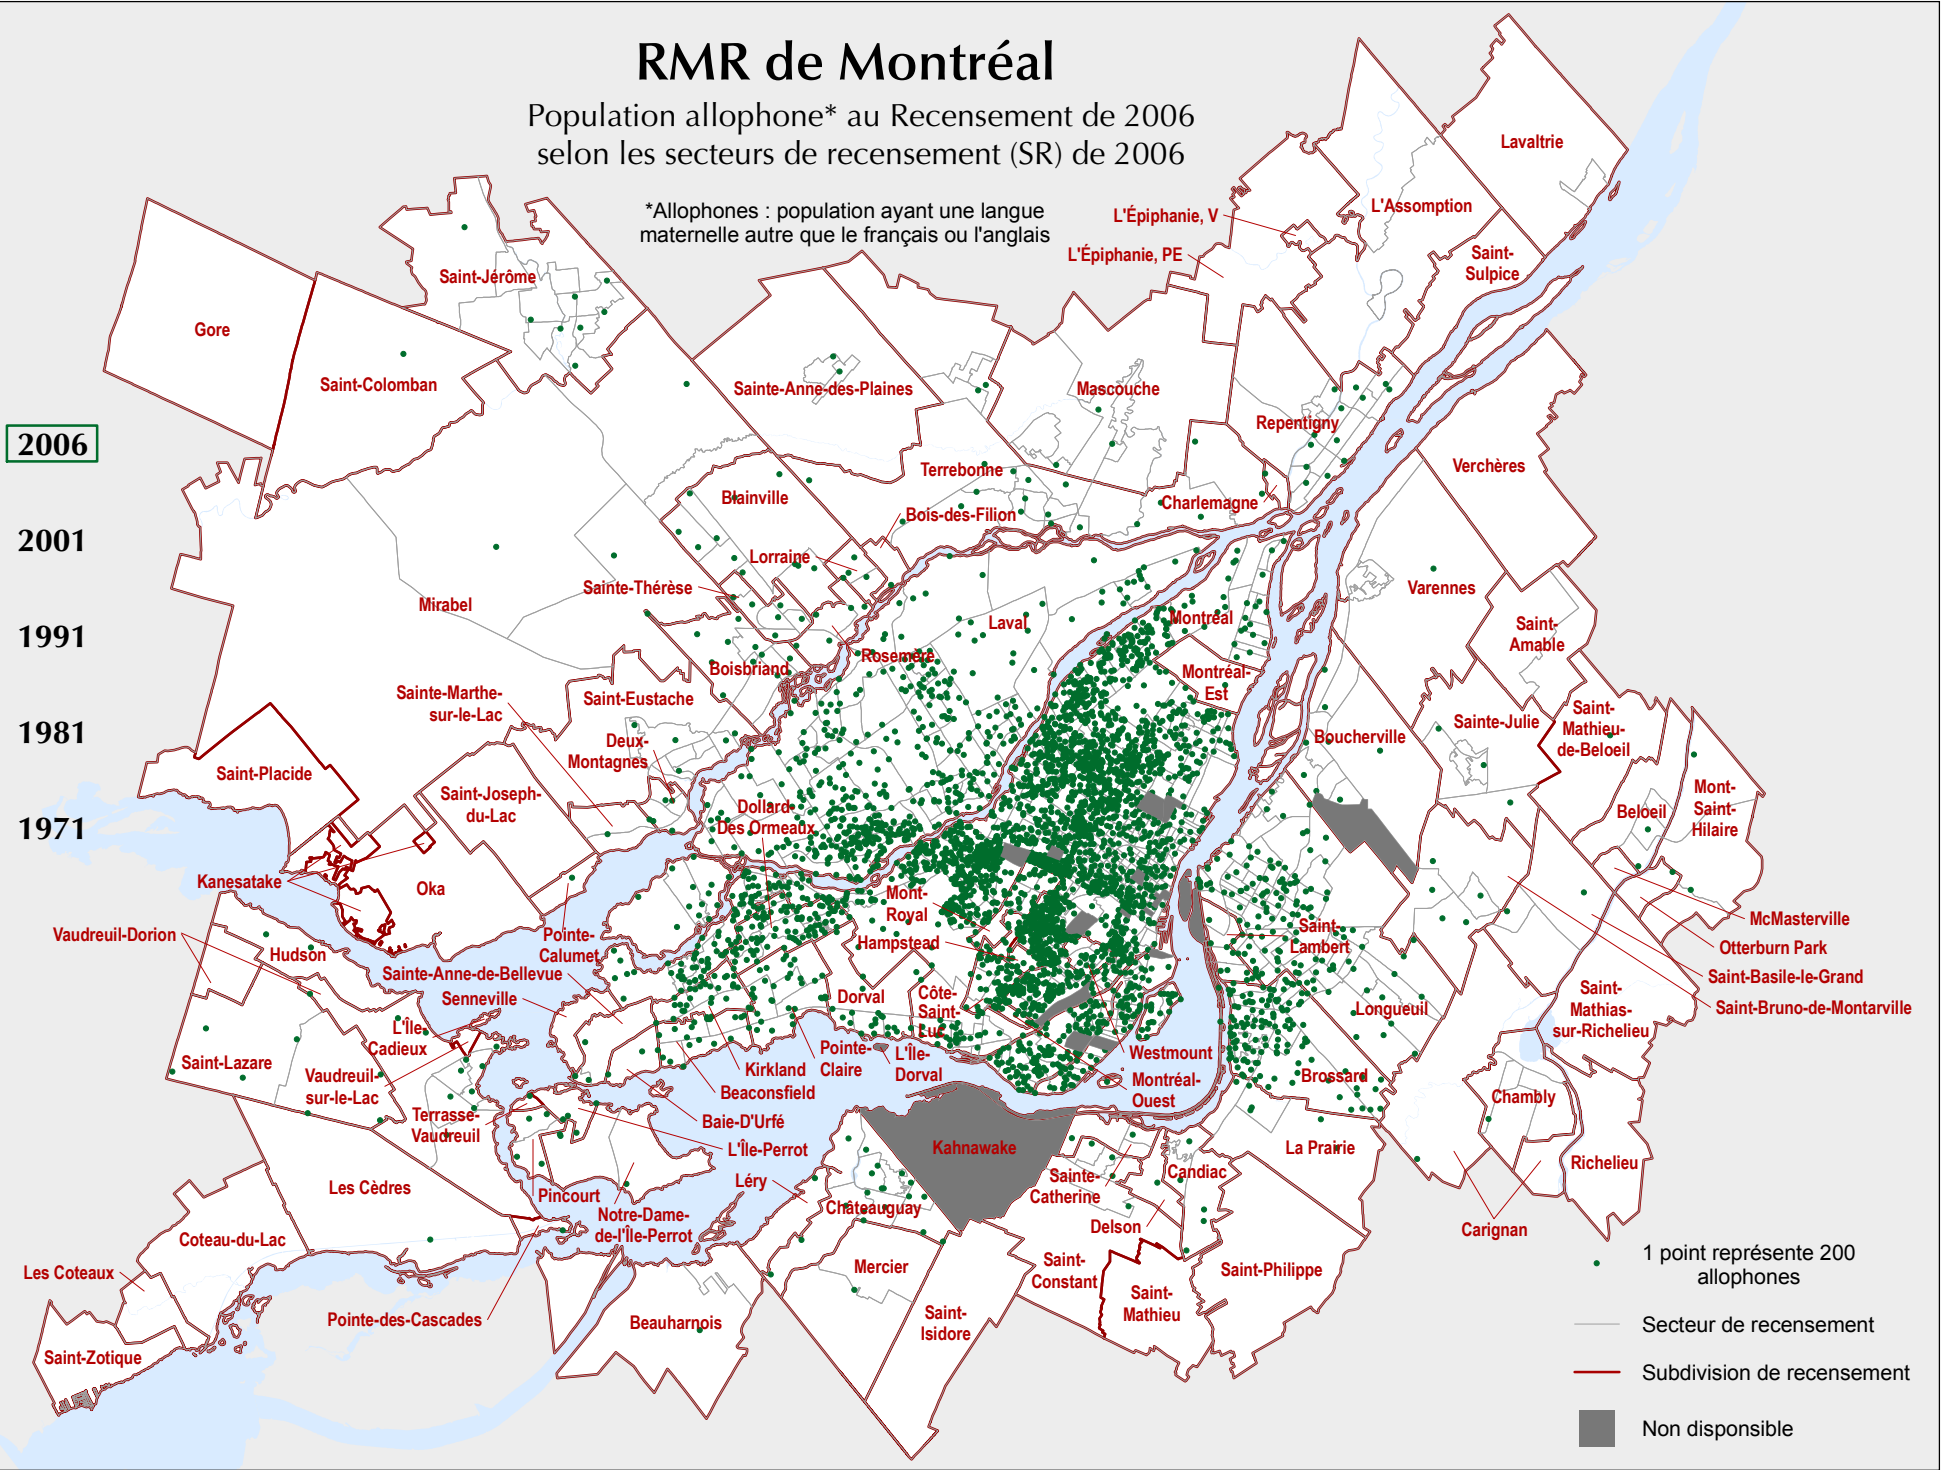 RMR de Montréal
Population allophone* au Recensement de 2006
selon les secteurs de recensement (SR) de 2006
*Allophones : population ayant une langue
maternelle autre que le français ou l'anglais
2006
2001
1991
1981
1971
Lavaltrie
L'Assomption
L'Épiphanie, V
L'Épiphanie, PE
Saint-
Sulpice
Saint-Jérôme
Gore
Saint-Colomban
Sainte-Anne-des-Plaines
Mascouche
Repentigny
Verchères
Terrebonne
Blainville
Charlemagne
Bois-des-Filion
Lorraine
Sainte-Thérèse
Mirabel
Varennes
Laval
Montréal
Saint-
Amable
Rosemère
Boisbriand
Montréal-
Est
Sainte-Marthe-
sur-le-Lac
Saint-Eustache
Deux-
Montagnes
Boucherville
Sainte-Julie
Saint-
Mathieu-
de-Beloeil
Saint-Placide
Saint-Joseph-
du-Lac
Dollard-
Des Ormeaux
Beloeil
Mont-
Saint-
Hilaire
Kanesatake
Oka
Mont-
Royal
Hampstead
Saint-
Lambert
McMasterville
Otterburn Park
Saint-Basile-le-Grand
Saint-Bruno-de-Montarville
Vaudreuil-Dorion
Hudson
Pointe-
Calumet
Sainte-Anne-de-Bellevue
Senneville
Dorval
Côte-
Saint-
Luc
Longueuil
Saint-
Mathias-
sur-Richelieu
L'Île-
Cadieux
Saint-Lazare
Vaudreuil-
sur-le-Lac
Kirkland
Beaconsfield
Pointe-
Claire
L'Île-
Dorval
Westmount
Montréal-
Ouest
Brossard
Chambly
Terrasse-
Vaudreuil
Baie-D'Urfé
L'Île-Perrot
Kahnawake
La Prairie
Richelieu
Les Cèdres
Pincourt
Notre-Dame-
de-l'Île-Perrot
Léry
Châteauguay
Sainte-
Catherine
Candiac
Delson
Carignan
Coteau-du-Lac
Les Coteaux
Mercier
Saint-
Constant
Saint-
Mathieu
Saint-Philippe
Pointe-des-Cascades
Beauharnois
Saint-
Isidore
Saint-Zotique
1 point représente 200
allophones
Secteur de recensement
Subdivision de recensement
Non disponsible